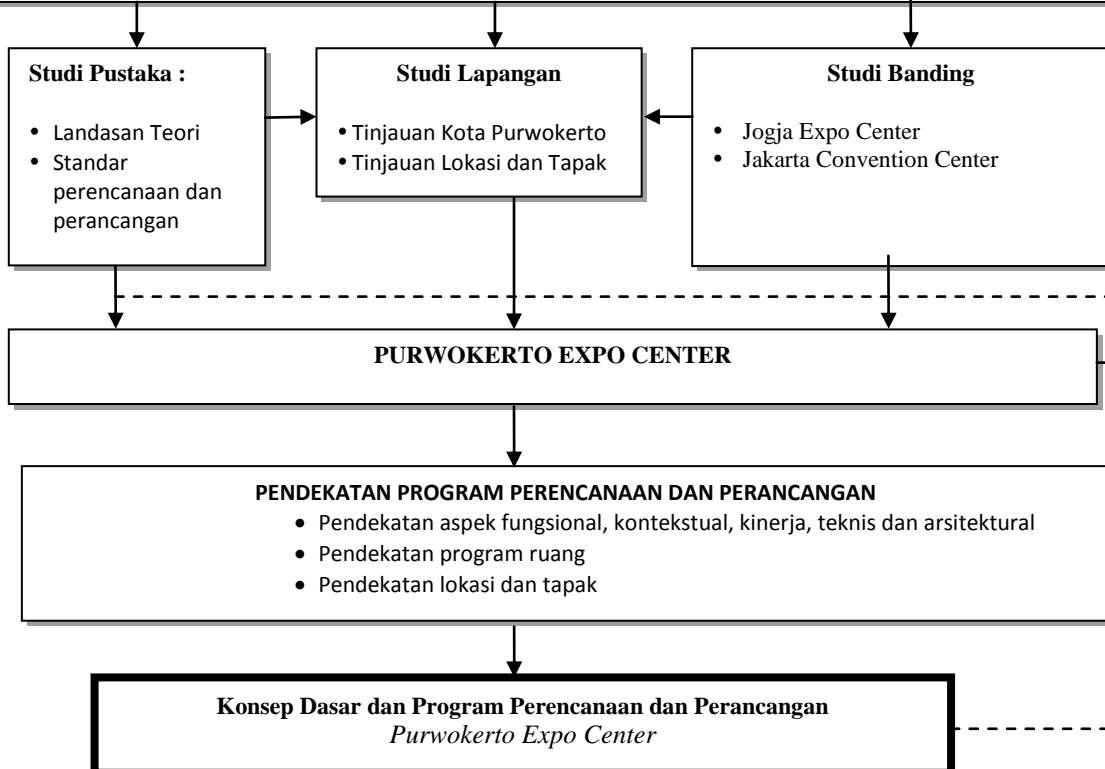 Studi Pustaka :
• Landasan Teori
• Standar
perencanaan dan
perancangan
Studi Lapangan
• Tinjauan Kota Purwokerto
• Tinjauan Lokasi dan Tapak
Studi Banding
• Jogja Expo Center
• Jakarta Convention Center
PURWOKERTO EXPO CENTER
PENDEKATAN PROGRAM PERENCANAAN DAN PERANCANGAN
• Pendekatan aspek fungsional, kontekstual, kinerja, teknis dan arsitektural
• Pendekatan program ruang
• Pendekatan lokasi dan tapak
Konsep Dasar dan Program Perencanaan dan Perancangan
Purwokerto Expo Center